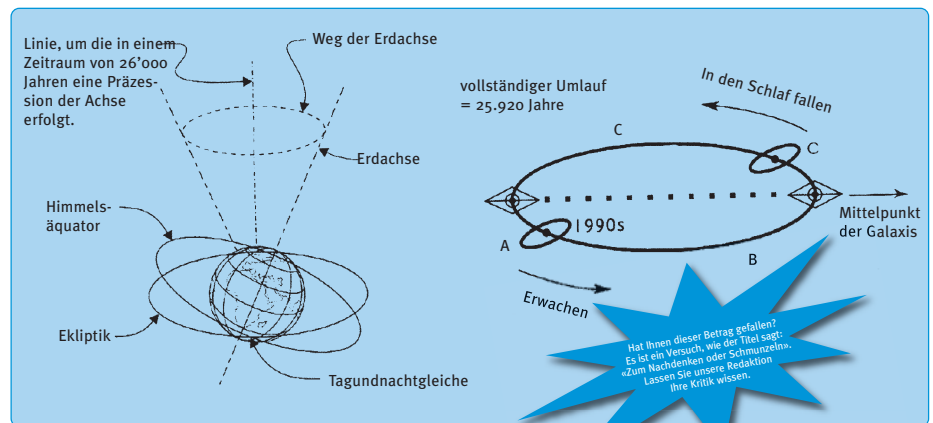 Linie, um die in einem
Zeitraum von 26’000
Jahren eine Präzes-
sion der Achse
erfolgt.
Weg der Erdachse
Erdachse
Himmels-
äquator
Ekliptik
Tagundnachtgleiche
vollständiger Umlauf
= 25.920 Jahre
In den Schlaf fallen
C
C
Mittelpunkt
der Galaxis
1990s
A
B
Erwachen
Hat Ihnen dieser Betrag gefallen?
Es ist ein Versuch, wie der Titel sagt:
«Zum Nachdenken oder Schmunzeln».
Lassen Sie unsere Redaktion
Ihre Kritik wissen.